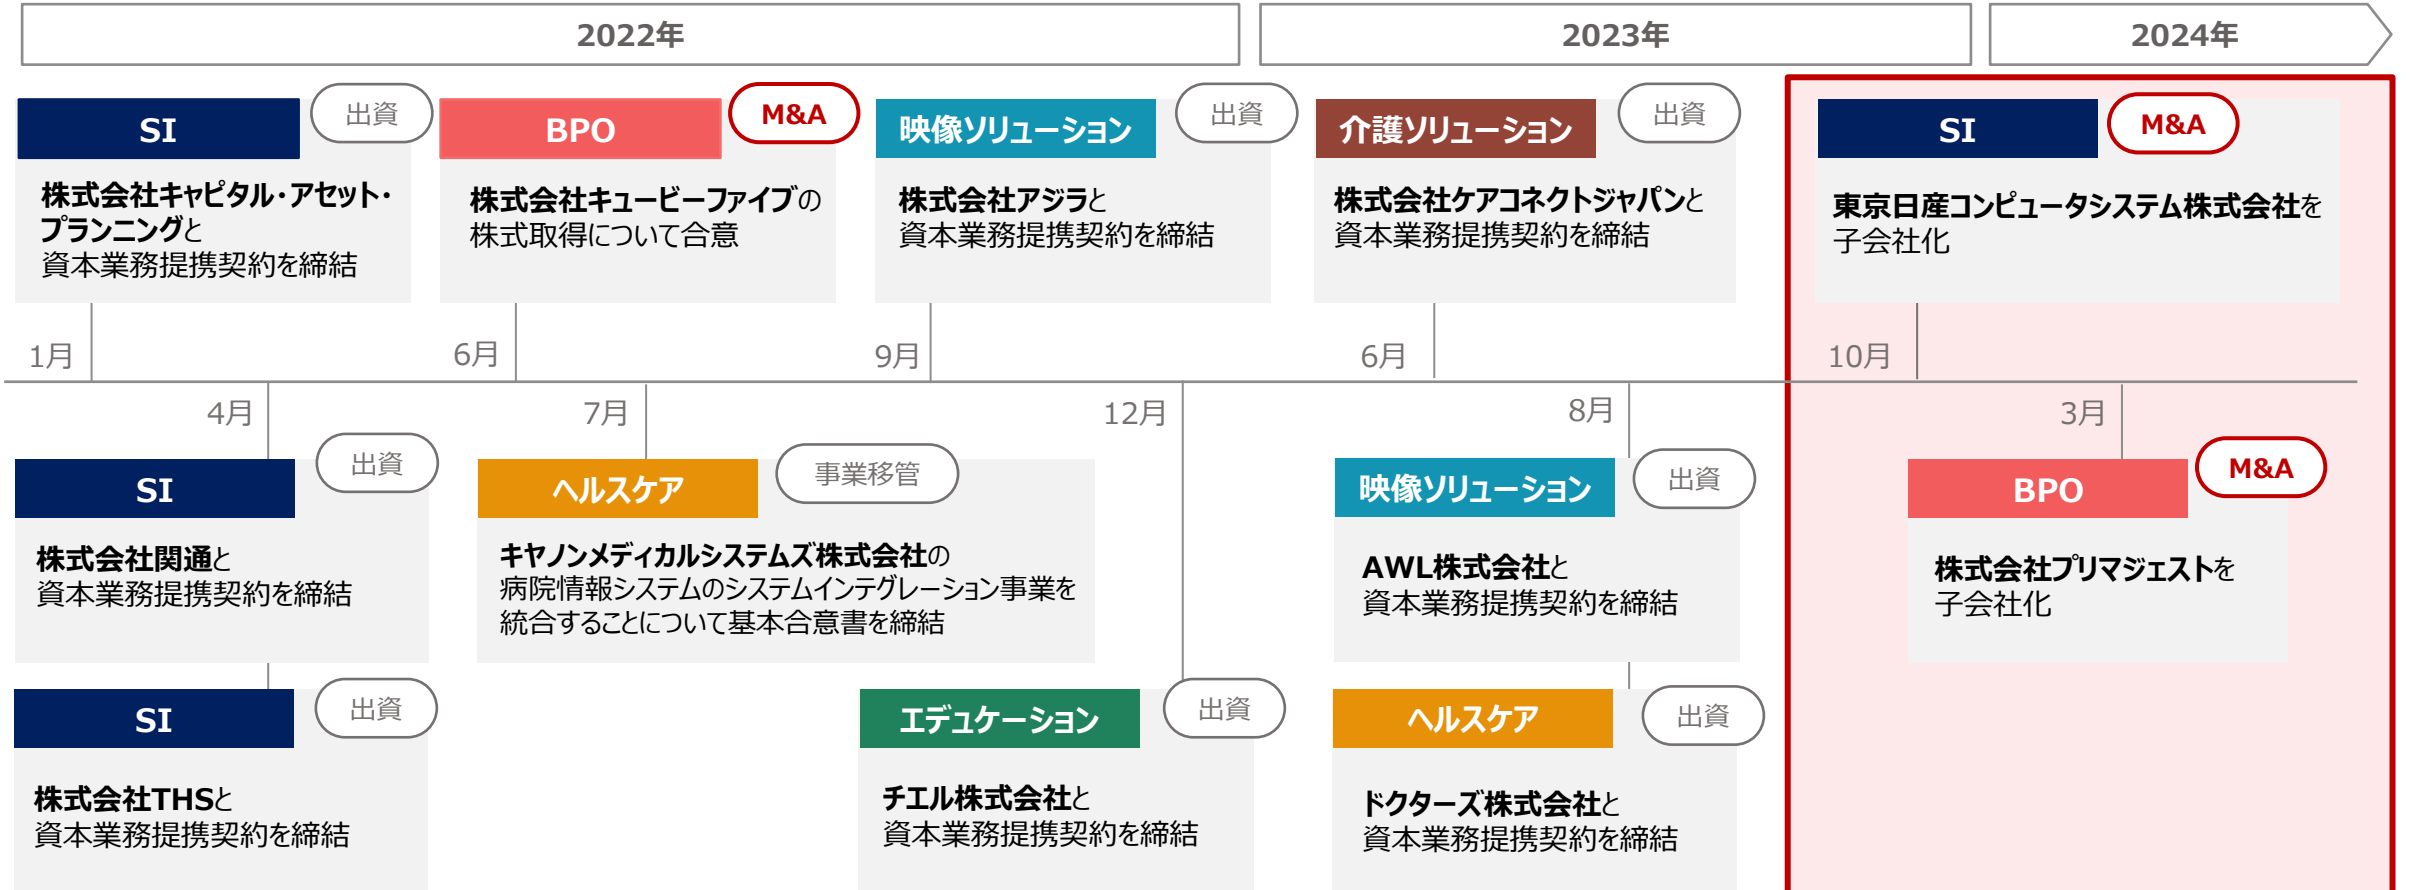 2022年
2023年
2024年
SI
出資
株式会社キャピタル・アセット・
プランニングと
資本業務提携契約を締結
1月
BPO
M&A
株式会社キュービーファイブの
株式取得について合意
6月
映像ソリューション
出資
株式会社アジラと
資本業務提携契約を締結
9月
介護ソリューション
出資
株式会社ケアコネクトジャパンと
資本業務提携契約を締結
6月
SI
M&A
東京日産コンピュータシステム株式会社を
子会社化
10月
4月
SI
出資
株式会社関通と
資本業務提携契約を締結
SI
出資
株式会社THSと
資本業務提携契約を締結
7月
ヘルスケア
事業移管
キヤノンメディカルシステムズ株式会社の
病院情報システムのシステムインテグレーション事業を
統合することについて基本合意書を締結
12月
エデュケーション
出資
チエル株式会社と
資本業務提携契約を締結
8月
映像ソリューション
出資
AWL株式会社と
資本業務提携契約を締結
ヘルスケア
出資
ドクターズ株式会社と
資本業務提携契約を締結
3月
BPO
M&A
株式会社プリマジェストを
子会社化